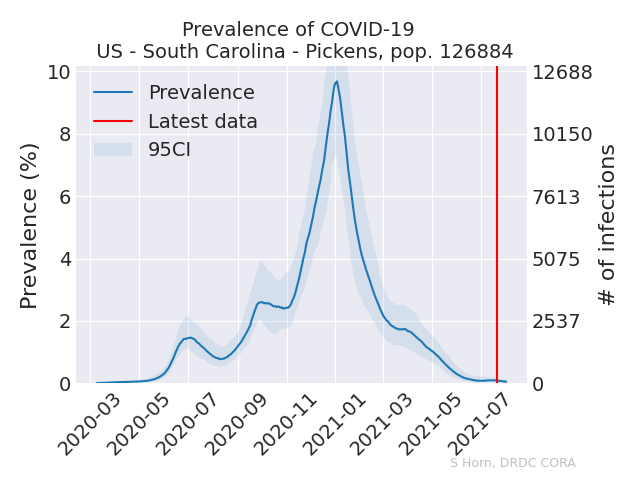 Prevalence of COVID-19
US - South Carolina - Pickens, pop. 126884
Prevalence
Latest data
95CI
Prevalence (%)
10
8
6
4
2
0
12688
10150
7613
5075
2537
0
# of infections
2020-03
2020-05
2020-07
2020-09
2020-11
2021-01
2021-03
2021-05
2021-07
S Horn, DRDC CORA